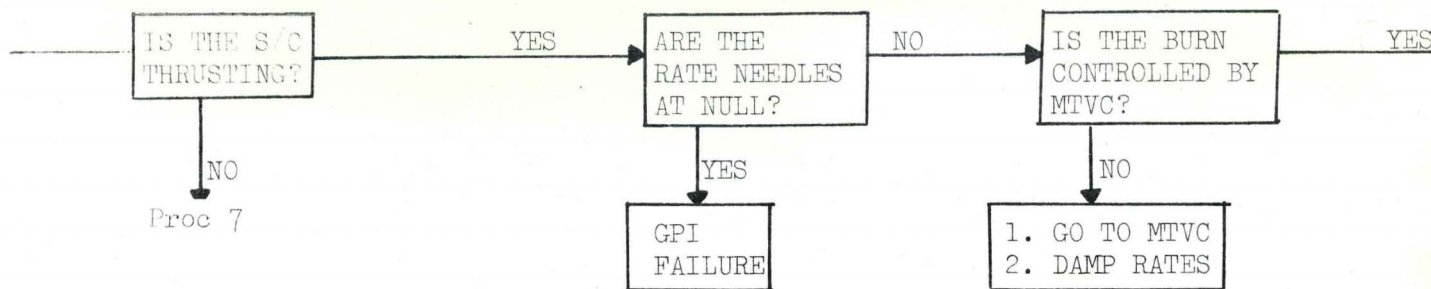 IS THE S/C
THRUSTING?
YES
ARE THE
RATE NEEDLES
AT NULL?
NO
IS THE BURN
CONTROLLED BY
MTVC?
YES
NO
Proc 7
YES
GPI
FAILURE
NO
1. GO TO MTVC
2. DAMP RATES